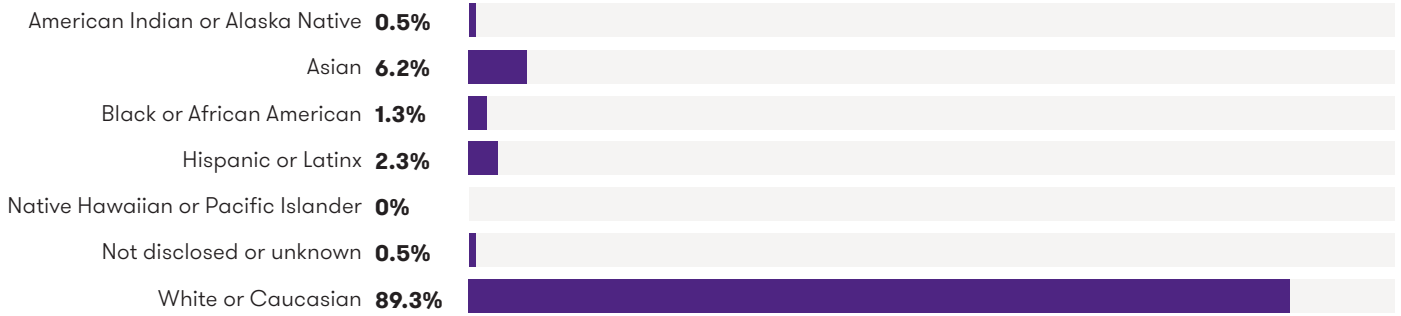 American Indian or Alaska Native 0.5%
Asian 6.2%
Black or African American 1.3%
Hispanic or Latinx 2.3%
Native Hawaiian or Pacific Islander 0%
Not disclosed or unknown 0.5%
White or Caucasian 89.3%